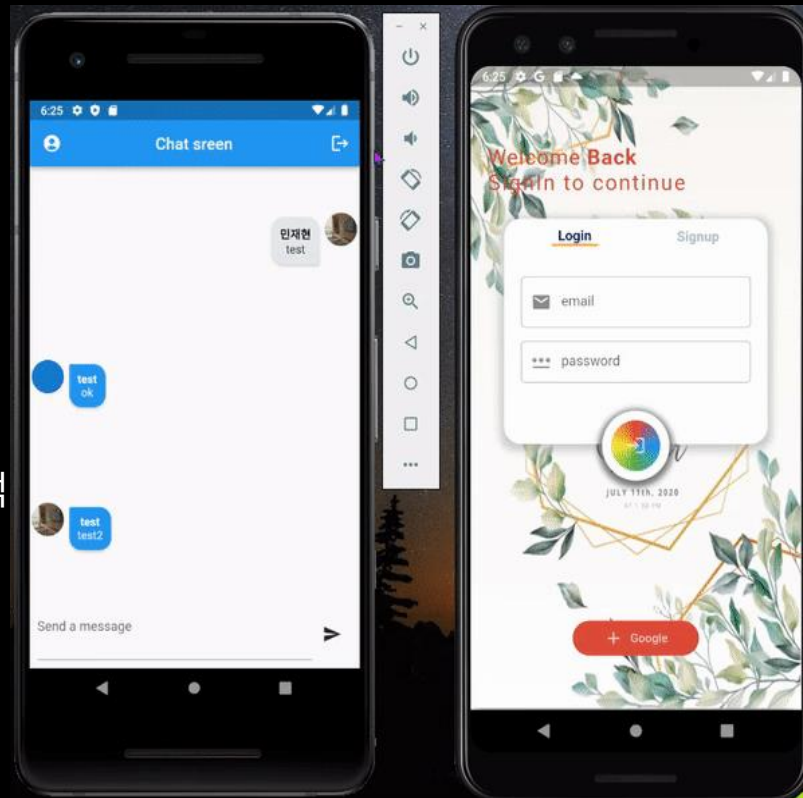 6:25
Chat sreen
민재현
test
test
ok
test
test2
Send a message
6:25
Welcome Back
SignIn to continue
Login
Signup
email
password
JULY 11th, 2020
+ Google